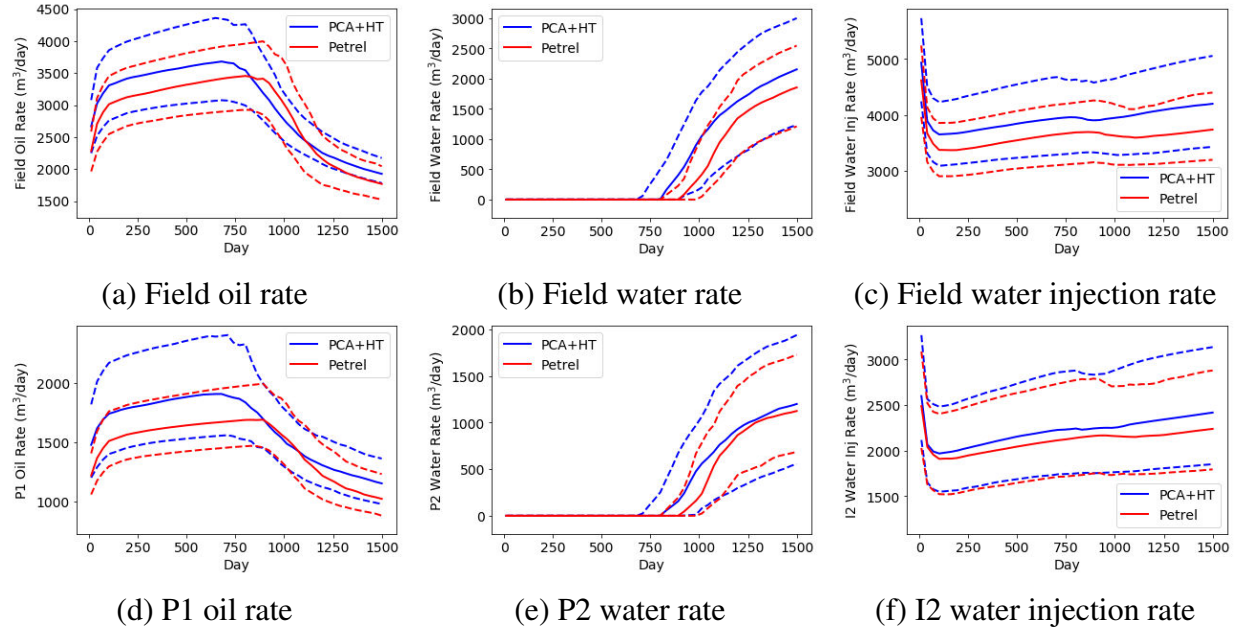 4500
4000
3500
3000
2500
2000
1500
Field Oil Rate (m³/day)
0 250 500 750 1000 1250 1500
Day
PCA+HT
Petrel
3000
2500
2000
1500
1000
500
0
Field Water Rate (m³/day)
0 250 500 750 1000 1250 1500
Day
PCA+HT
Petrel
5000
4000
3000
Field Water Inj Rate (m³/day)
0 250 500 750 1000 1250 1500
Day
PCA+HT
Petrel
(a) Field oil rate
(b) Field water rate
(c) Field water injection rate
2000
1500
1000
P1 Oil Rate (m³/day)
0 250 500 750 1000 1250 1500
Day
PCA+HT
Petrel
2000
1500
1000
500
0
P2 Water Rate (m³/day)
0 250 500 750 1000 1250 1500
Day
PCA+HT
Petrel
3000
2500
2000
1500
I2 Water Inj Rate (m³/day)
0 250 500 750 1000 1250 1500
Day
PCA+HT
Petrel
(d) P1 oil rate
(e) P2 water rate
(f) I2 water injection rate